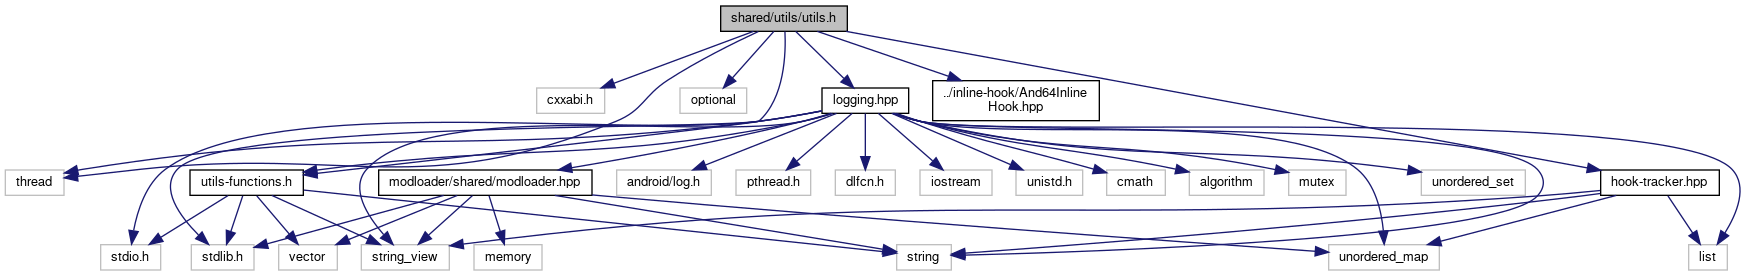 shared/utils/utils.h
cxxabi.h
optional
logging.hpp
../inline-hook/And64Inline
Hook.hpp
thread
utils-functions.h
modloader/shared/modloader.hpp
android/log.h
pthread.h
dlfcn.h
iostream
unistd.h
cmath
algorithm
mutex
unordered_set
hook-tracker.hpp
stdio.h
stdlib.h
vector
string_view
memory
string
unordered_map
list